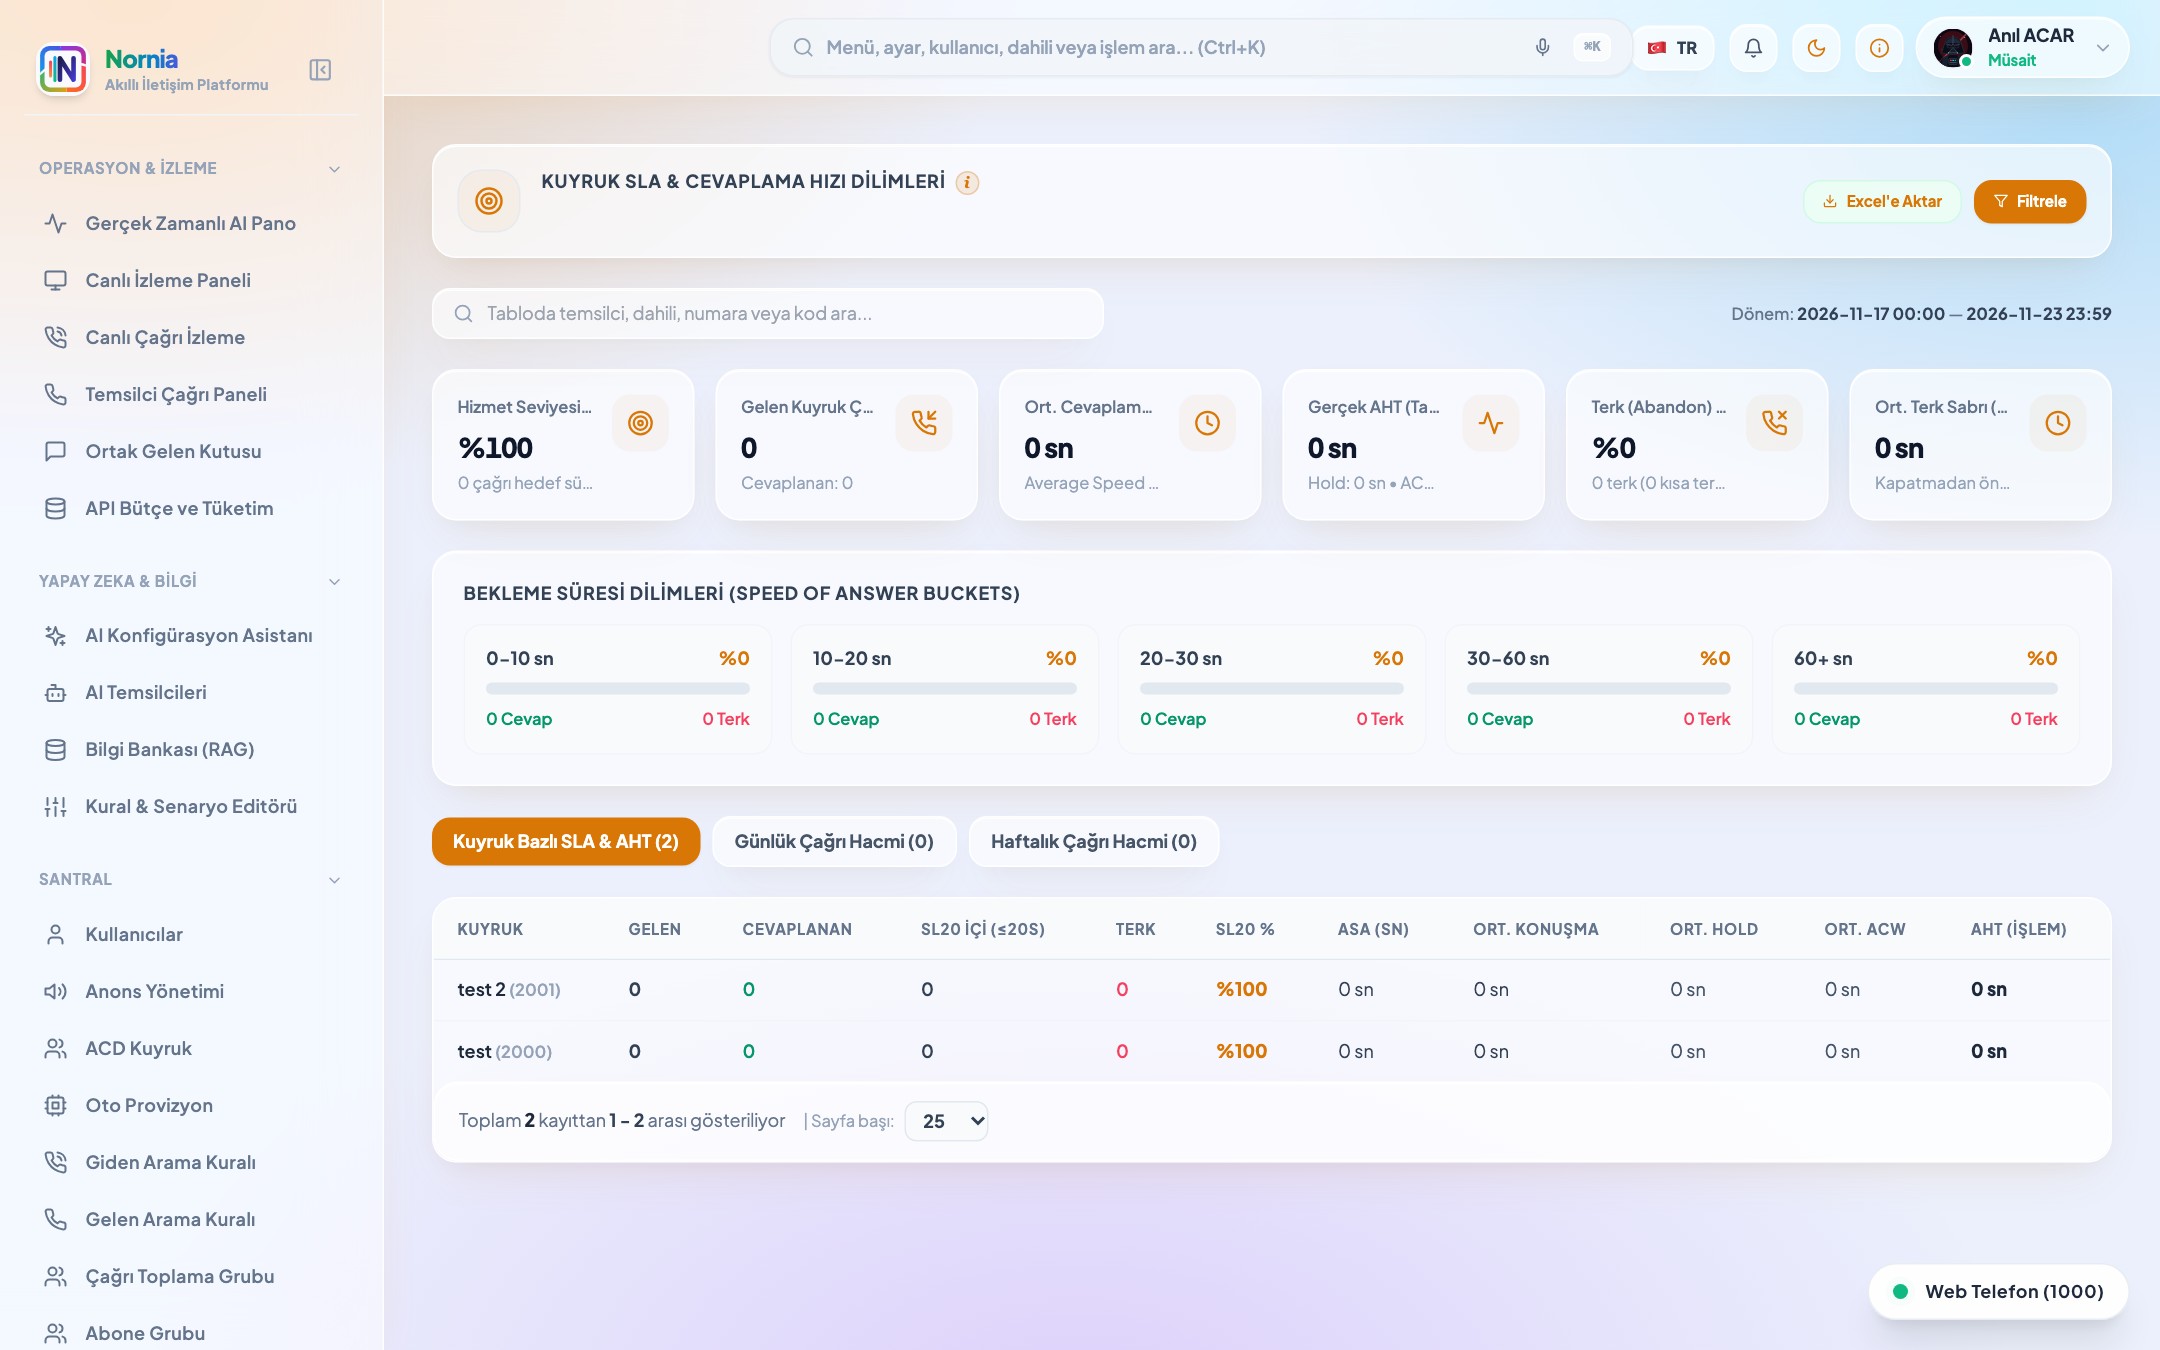 Nornia
Akıllı İletişim Platformu
Menü, ayar, kullanıcı, dahili veya işlem ara... (Ctrl+K)
⌘K
TR
Anıl ACAR
Müsait
OPERASYON & İZLEME
Gerçek Zamanlı AI Pano
Canlı İzleme Paneli
Canlı Çağrı İzleme
Temsilci Çağrı Paneli
Ortak Gelen Kutusu
API Bütçe ve Tüketim
YAPAY ZEKA & BİLGİ
AI Konfigürasyon Asistanı
AI Temsilcileri
Bilgi Bankası (RAG)
Kural & Senaryo Editörü
SANTRAL
Kullanıcılar
Anons Yönetimi
ACD Kuyruk
Oto Provizyon
Giden Arama Kuralı
Gelen Arama Kuralı
Çağrı Toplama Grubu
Abone Grubu
KUYRUK SLA & CEVAPLAMA HIZI DİLİMLERİ i
Excel'e Aktar
Filtrele
Tabloda temsilci, dahili, numara veya kod ara...
Dönem: 2026-11-17 00:00 — 2026-11-23 23:59
Hizmet Seviyesi...
%100
0 çağrı hedef sü...
Gelen Kuyruk Ç...
0
Cevaplanan: 0
Ort. Cevaplam...
0 sn
Average Speed ...
Gerçek AHT (Ta...
0 sn
Hold: 0 sn • AC...
Terk (Abandon) ...
%0
0 terk (0 kısa ter...
Ort. Terk Sabrı (...
0 sn
Kapatmadan ön...
BEKLEME SÜRESİ DİLİMLERİ (SPEED OF ANSWER BUCKETS)
0-10 sn %0
0 Cevap 0 Terk
10-20 sn %0
0 Cevap 0 Terk
20-30 sn %0
0 Cevap 0 Terk
30-60 sn %0
0 Cevap 0 Terk
60+ sn %0
0 Cevap 0 Terk
Kuyruk Bazlı SLA & AHT (2)
Günlük Çağrı Hacmi (0)
Haftalık Çağrı Hacmi (0)
KUYRUK GELEN CEVAPLANAN SL20 İÇİ (≤20S) TERK SL20 % ASA (SN) ORT. KONUŞMA ORT. HOLD ORT. ACW AHT (İŞLEM)
test 2 (2001) 0 0 0 0 %100 0 sn 0 sn 0 sn 0 sn 0 sn
test (2000) 0 0 0 0 %100 0 sn 0 sn 0 sn 0 sn 0 sn
Toplam 2 kayıttan 1 - 2 arası gösteriliyor | Sayfa başı: 25
Web Telefon (1000)